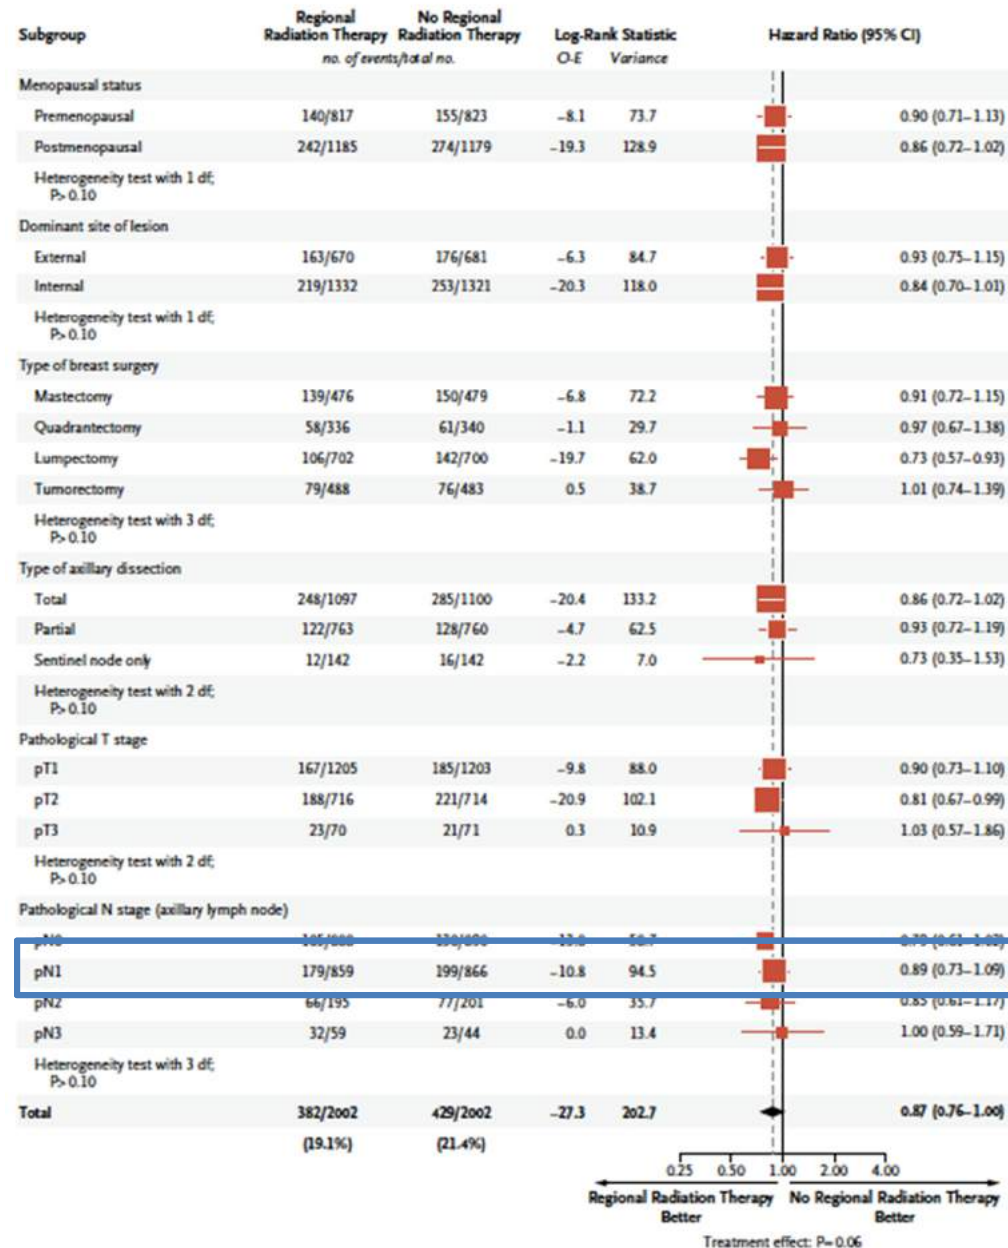 Subgroup Regional Radiation Therapy No Regional Radiation Therapy Log-Rank Statistic Hazard Ratio (95% CI)
no. of events/total no. O-E Variance
Menopausal status
Premenopausal 140/817 155/823 –8.1 73.7 0.90 (0.71–1.13)
Postmenopausal 242/1185 274/1179 –19.3 128.9 0.86 (0.72–1.02)
Heterogeneity test with 1 df;
P>0.10
Dominant site of lesion
External 163/670 176/681 –6.3 84.7 0.93 (0.75–1.15)
Internal 219/1332 253/1321 –20.3 118.0 0.84 (0.70–1.01)
Heterogeneity test with 1 df;
P>0.10
Type of breast surgery
Mastectomy 139/476 150/479 –6.8 72.2 0.91 (0.72–1.15)
Quadrantectomy 58/336 61/340 –1.1 29.7 0.97 (0.67–1.38)
Lumpectomy 106/702 142/700 –19.7 62.0 0.73 (0.57–0.93)
Tumorectomy 79/488 76/483 0.5 38.7 1.01 (0.74–1.39)
Heterogeneity test with 3 df;
P>0.10
Type of axillary dissection
Total 248/1097 285/1100 –20.4 133.2 0.86 (0.72–1.02)
Partial 122/763 128/760 –4.7 62.5 0.93 (0.72–1.19)
Sentinel node only 12/142 16/142 –2.2 7.0 0.73 (0.35–1.53)
Heterogeneity test with 2 df;
P>0.10
Pathological T stage
pT1 167/1205 185/1203 –9.8 88.0 0.90 (0.73–1.10)
pT2 188/716 221/714 –20.9 102.1 0.81 (0.67–0.99)
pT3 23/70 21/71 0.3 10.9 1.03 (0.57–1.86)
Heterogeneity test with 2 df;
P>0.10
Pathological N stage (axillary lymph node)
pN0
pN1 179/859 199/866 –10.8 94.5 0.89 (0.73–1.09)
pN2 66/195 77/201 –6.0 35.7 0.85 (0.61–1.17)
pN3 32/59 23/44 0.0 13.4 1.00 (0.59–1.71)
Heterogeneity test with 3 df;
P>0.10
Total 382/2002 429/2002 –27.3 202.7 0.87 (0.76–1.00)
(19.1%) (21.4%)
0.25 0.50 1.00 2.00 4.00
Regional Radiation Therapy Better No Regional Radiation Therapy Better
Treatment effect: P=0.06